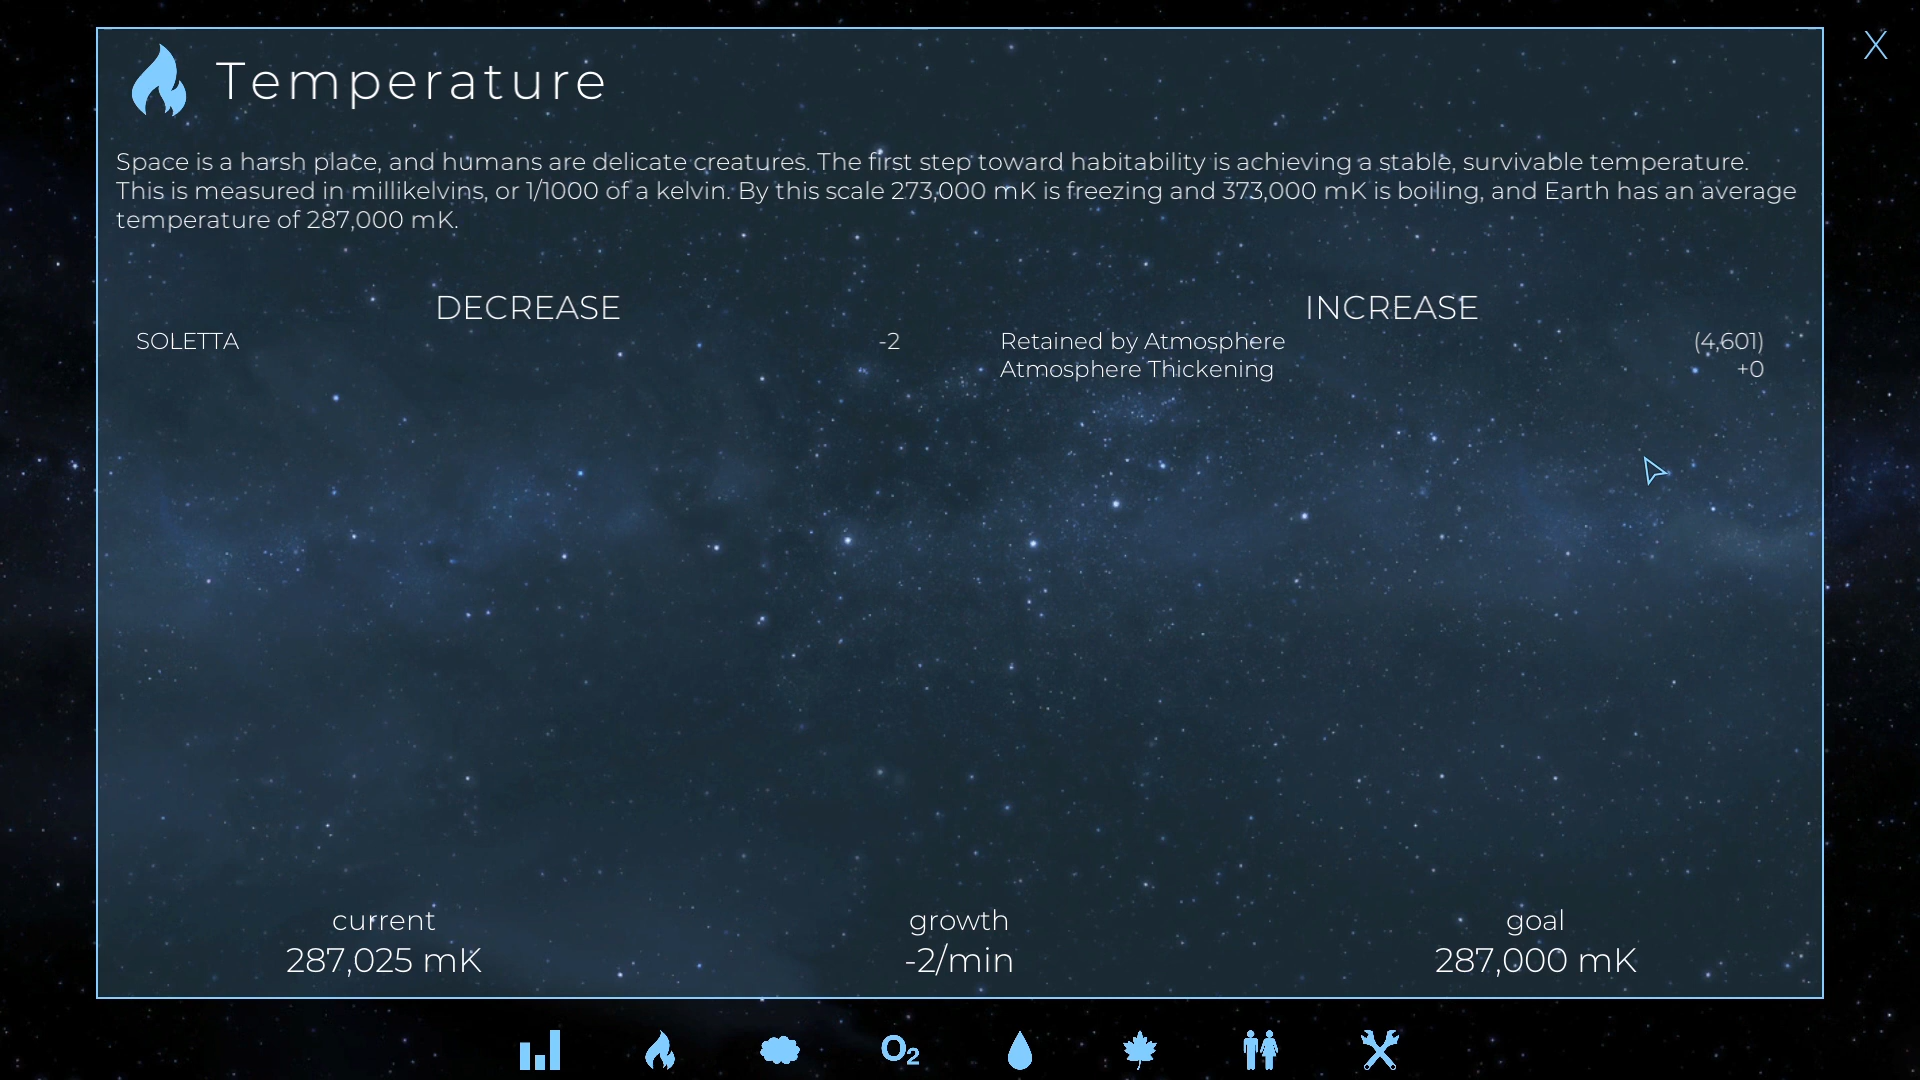 X
Temperature
Space is a harsh place, and humans are delicate creatures. The first step toward habitability is achieving a stable, survivable temperature.
This is measured in millikelvins, or 1/1000 of a kelvin. By this scale 273,000 mK is freezing and 373,000 mK is boiling, and Earth has an average
temperature of 287,000 mK.
DECREASE
SOLETTA -2
INCREASE
Retained by Atmosphere (4,601)
Atmosphere Thickening +0
current
287,025 mK
growth
-2/min
goal
287,000 mK
O2